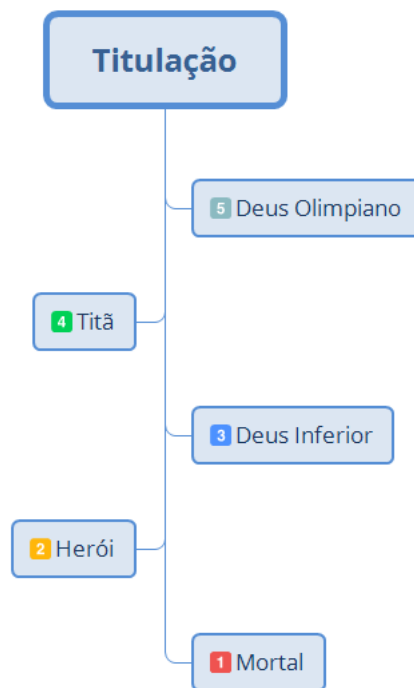 Titulação
5 Deus Olimpiano
4 Titã
3 Deus Inferior
2 Herói
1 Mortal